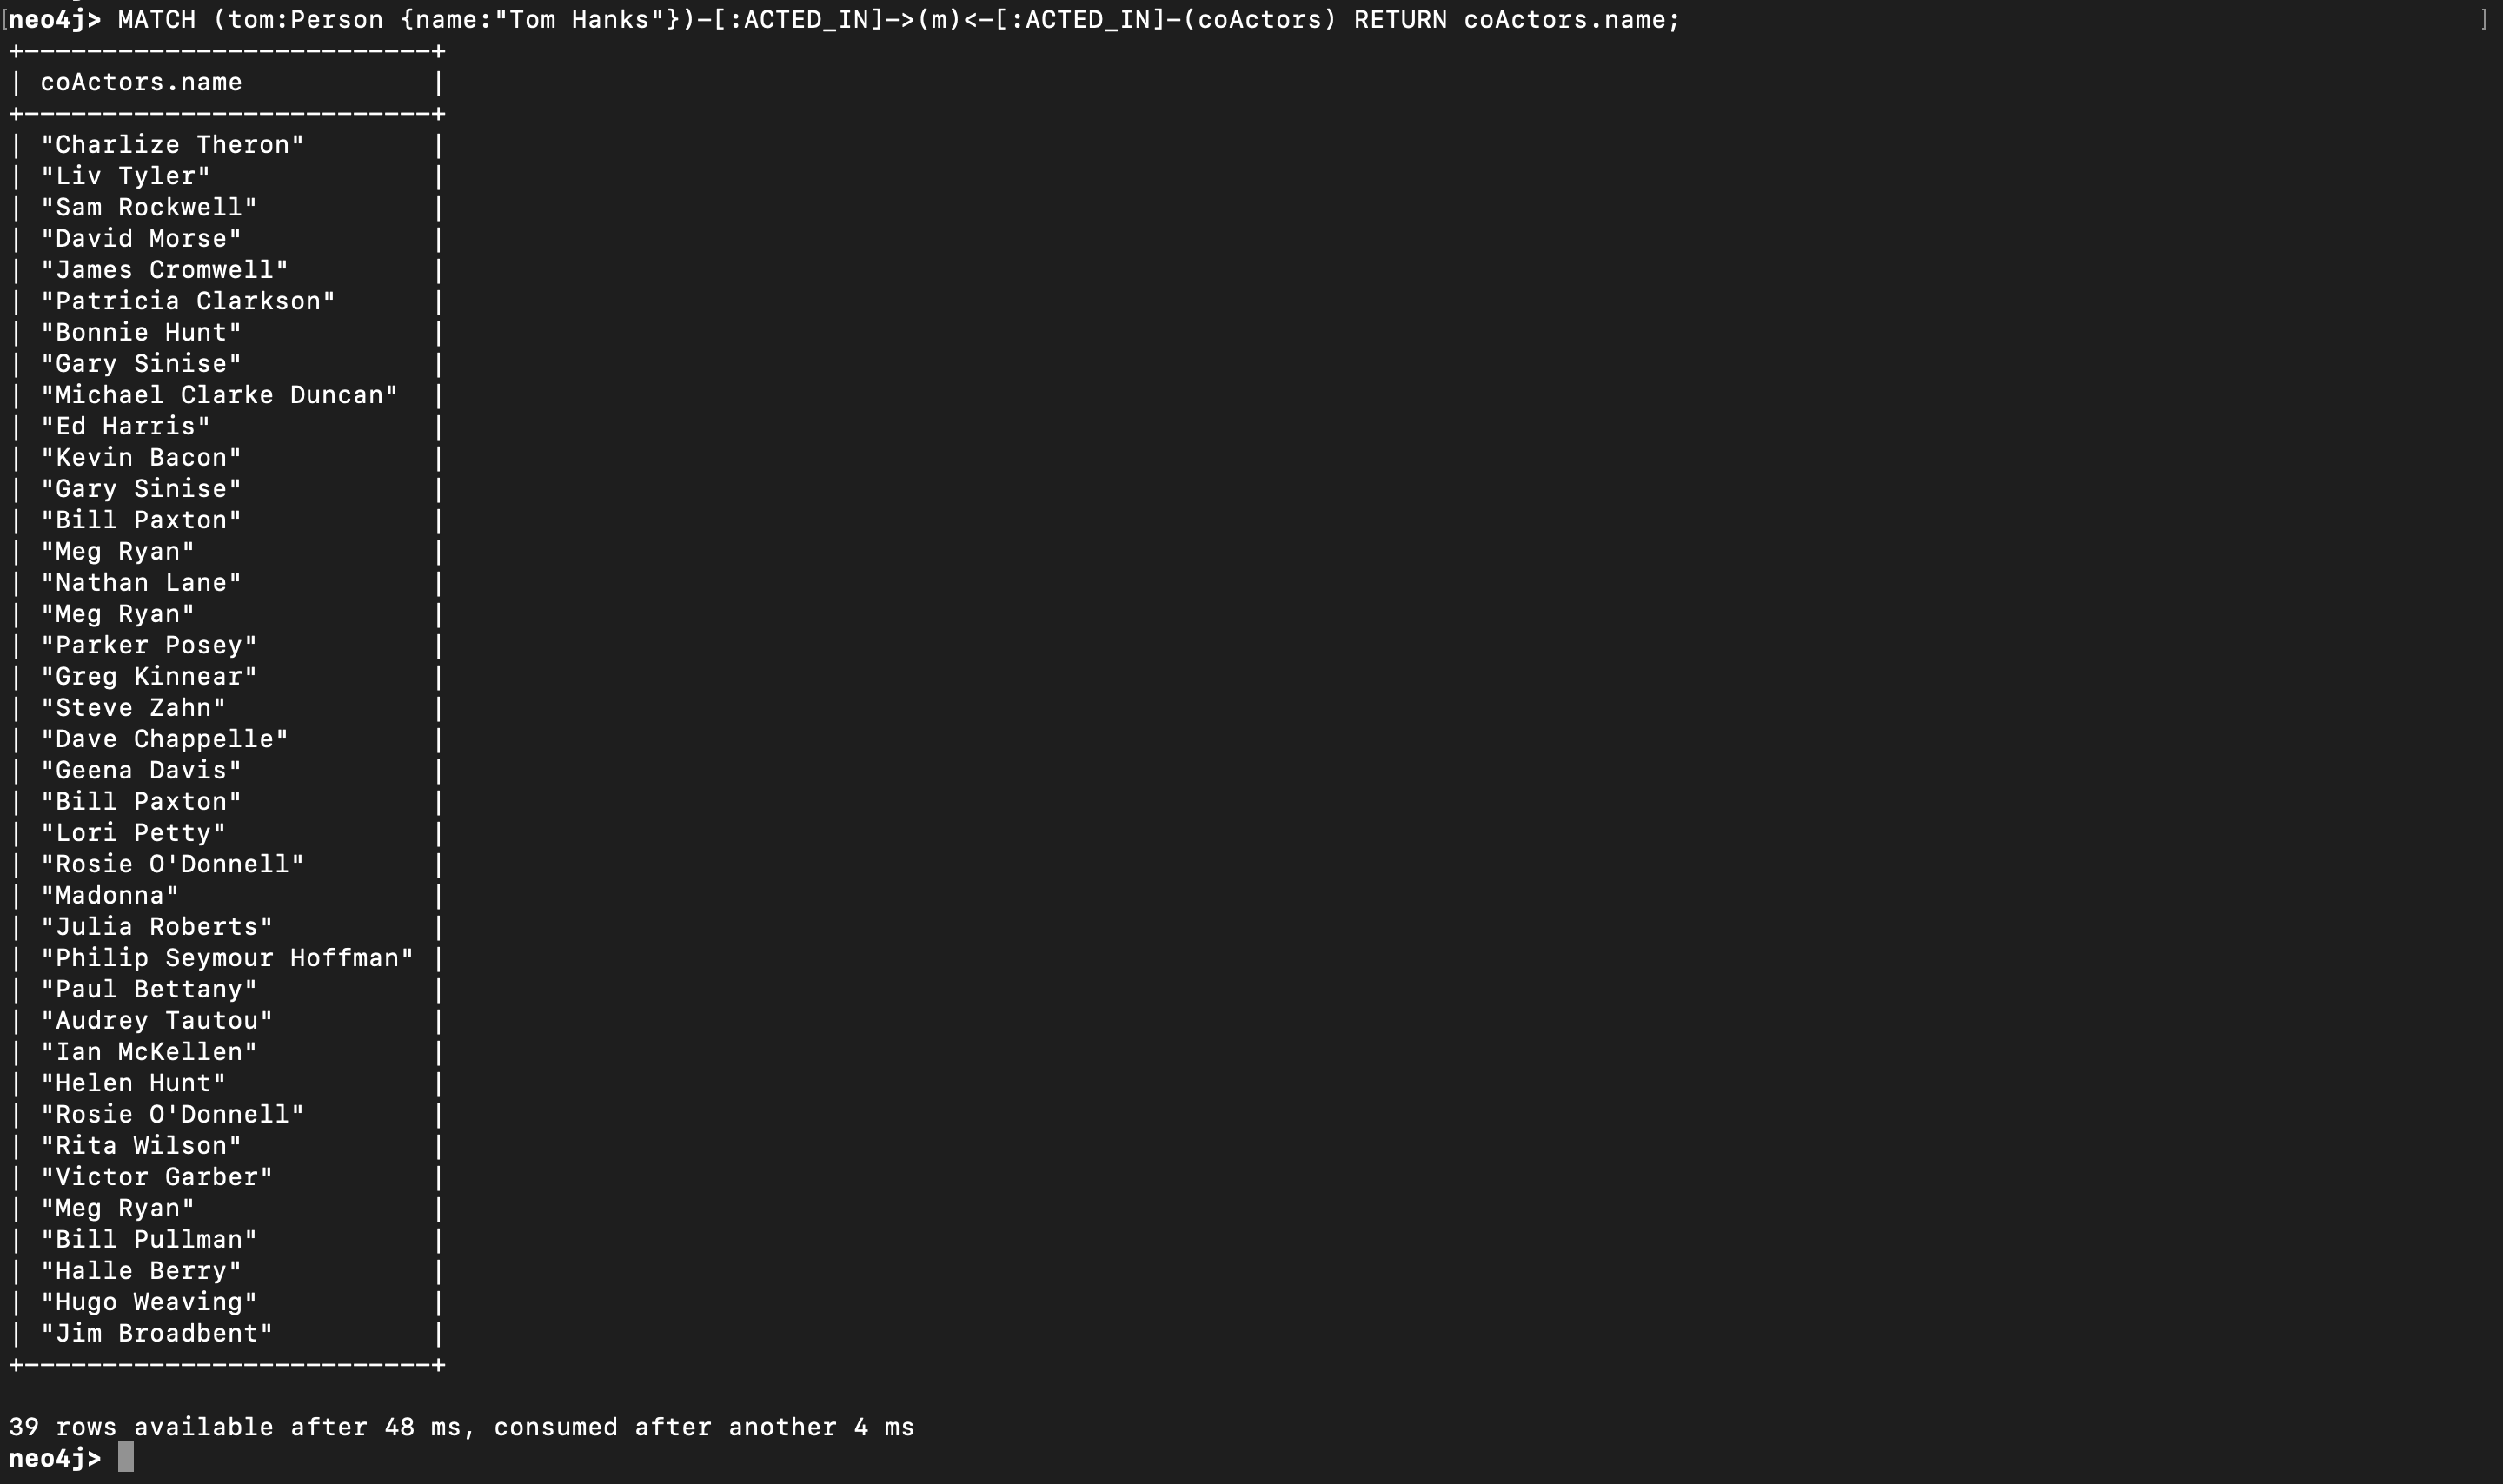 neo4j> MATCH (tom:Person {name:"Tom Hanks"})-[:ACTED_IN]->(m)<-[:ACTED_IN]-(coActors) RETURN coActors.name;
+--------------------------+
| coActors.name            |
+--------------------------+
| "Charlize Theron"        |
| "Liv Tyler"              |
| "Sam Rockwell"           |
| "David Morse"            |
| "James Cromwell"         |
| "Patricia Clarkson"      |
| "Bonnie Hunt"            |
| "Gary Sinise"            |
| "Michael Clarke Duncan"  |
| "Ed Harris"              |
| "Kevin Bacon"            |
| "Gary Sinise"            |
| "Bill Paxton"            |
| "Meg Ryan"               |
| "Nathan Lane"            |
| "Meg Ryan"               |
| "Parker Posey"           |
| "Greg Kinnear"           |
| "Steve Zahn"             |
| "Dave Chappelle"         |
| "Geena Davis"            |
| "Bill Paxton"            |
| "Lori Petty"             |
| "Rosie O'Donnell"        |
| "Madonna"                |
| "Julia Roberts"          |
| "Philip Seymour Hoffman" |
| "Paul Bettany"           |
| "Audrey Tautou"          |
| "Ian McKellen"           |
| "Helen Hunt"             |
| "Rosie O'Donnell"        |
| "Rita Wilson"            |
| "Victor Garber"          |
| "Meg Ryan"               |
| "Bill Pullman"           |
| "Halle Berry"            |
| "Hugo Weaving"           |
| "Jim Broadbent"          |
+--------------------------+
39 rows available after 48 ms, consumed after another 4 ms
neo4j>